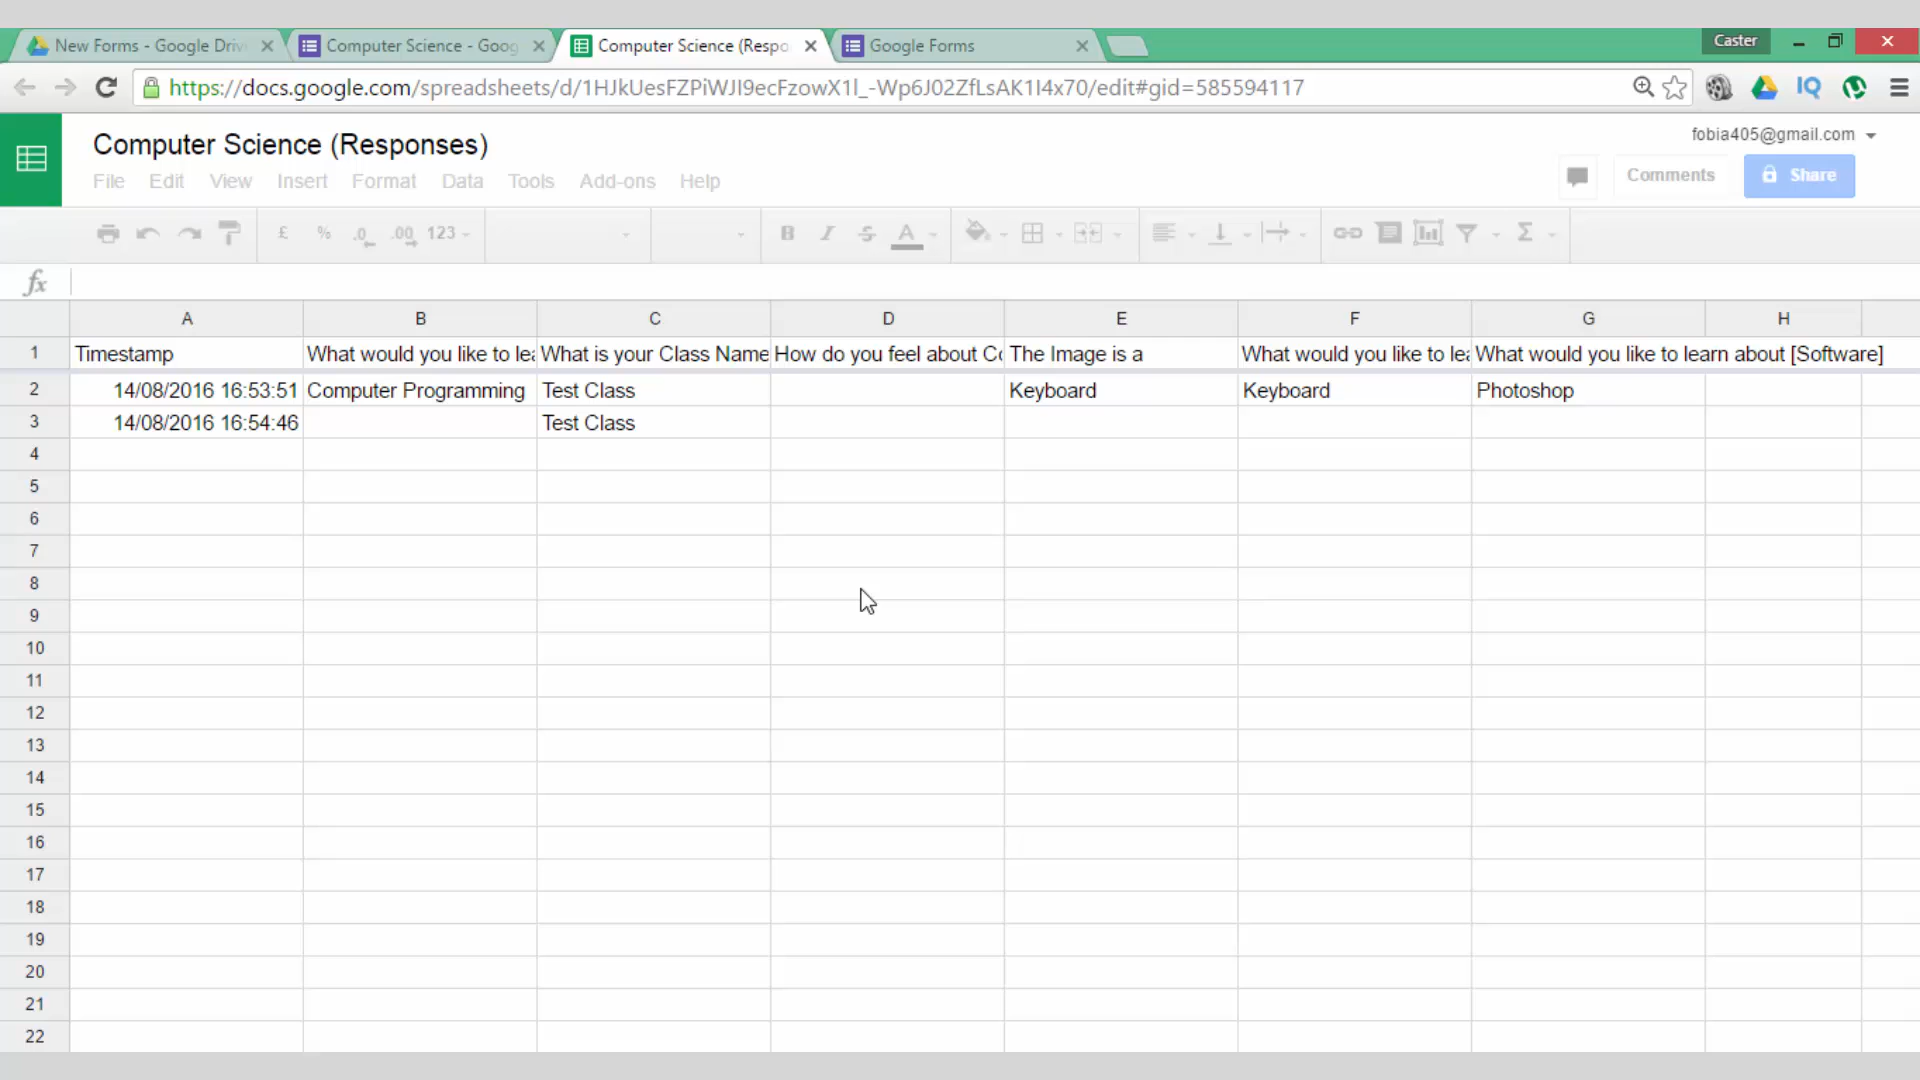 New Forms - Google Driv
Computer Science - Goog
Computer Science (Respo
Google Forms
Caster
https://docs.google.com/spreadsheets/d/1HJkUesFZPiWJI9ecFzowX1l_-Wp6J02ZfLsAK1I4x70/edit#gid=585594117
IQ
Computer Science (Responses)
fobia405@gmail.com
File Edit View Insert Format Data Tools Add-ons Help
Comments
Share
£ % .0 .00 123 B I S A Σ
fx
A B C D E F G H
1 Timestamp What would you like to lea What is your Class Name How do you feel about Co The Image is a What would you like to lea What would you like to learn about [Software]
2 14/08/2016 16:53:51 Computer Programming Test Class Keyboard Keyboard Photoshop
3 14/08/2016 16:54:46 Test Class
4
5
6
7
8
9
10
11
12
13
14
15
16
17
18
19
20
21
22